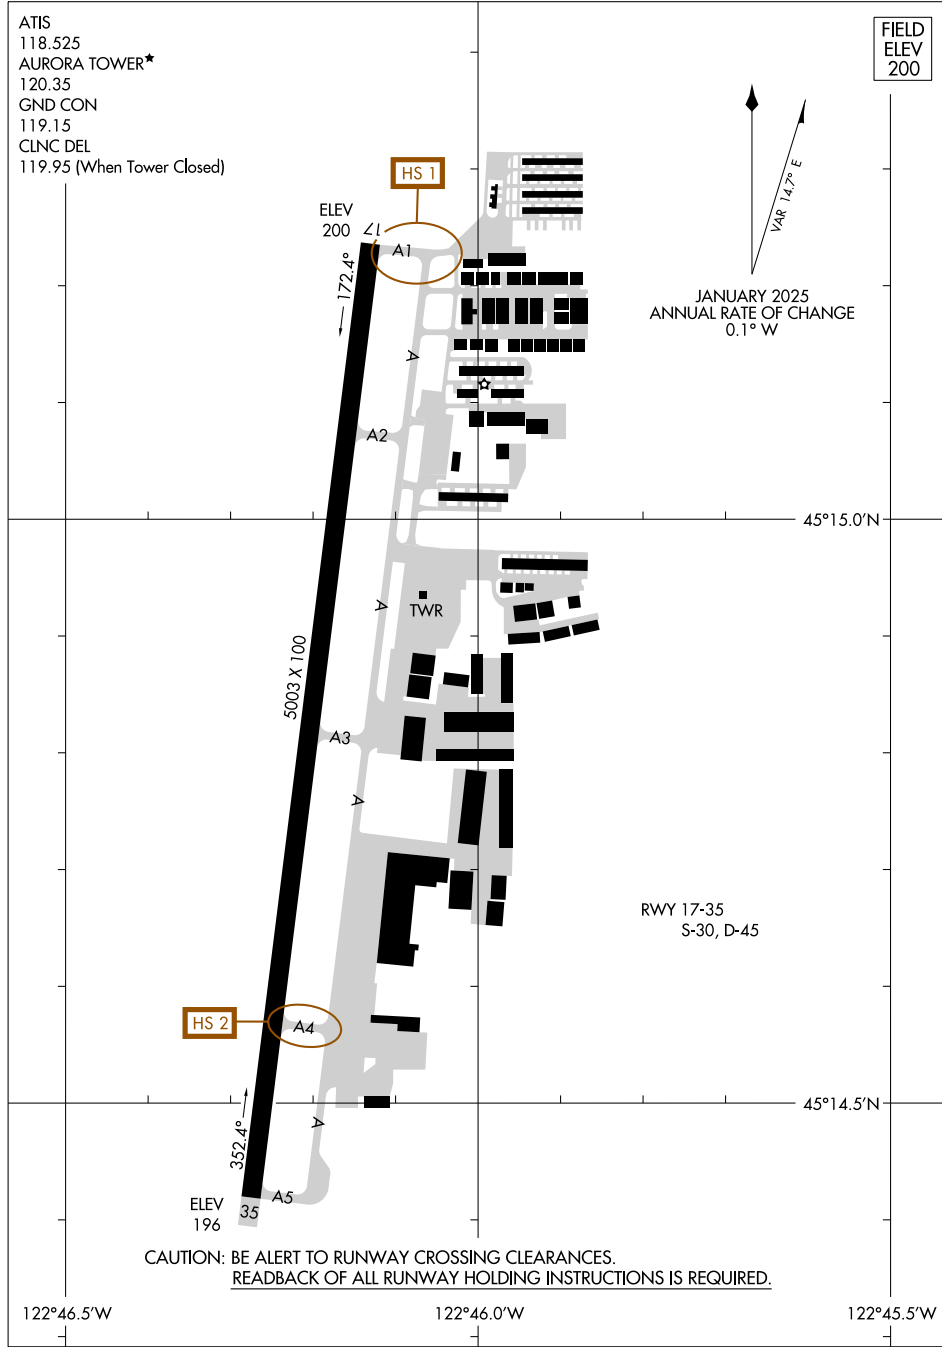 ATIS
118.525
AURORA TOWER★
120.35
GND CON
119.15
CLNC DEL
119.95 (When Tower Closed)
FIELD
ELEV
200
HS 1
VAR 14.7° E
ELEV
200
17
A1
172.4°
JANUARY 2025
ANNUAL RATE OF CHANGE
0.1° W
A
A2
45°15.0'N
A
TWR
5003 X 100
A3
A
RWY 17-35
S-30, D-45
HS 2
A4
45°14.5'N
A
352.4°
A5
ELEV
196
35
CAUTION: BE ALERT TO RUNWAY CROSSING CLEARANCES.
READBACK OF ALL RUNWAY HOLDING INSTRUCTIONS IS REQUIRED.
122°46.5'W
122°46.0'W
122°45.5'W